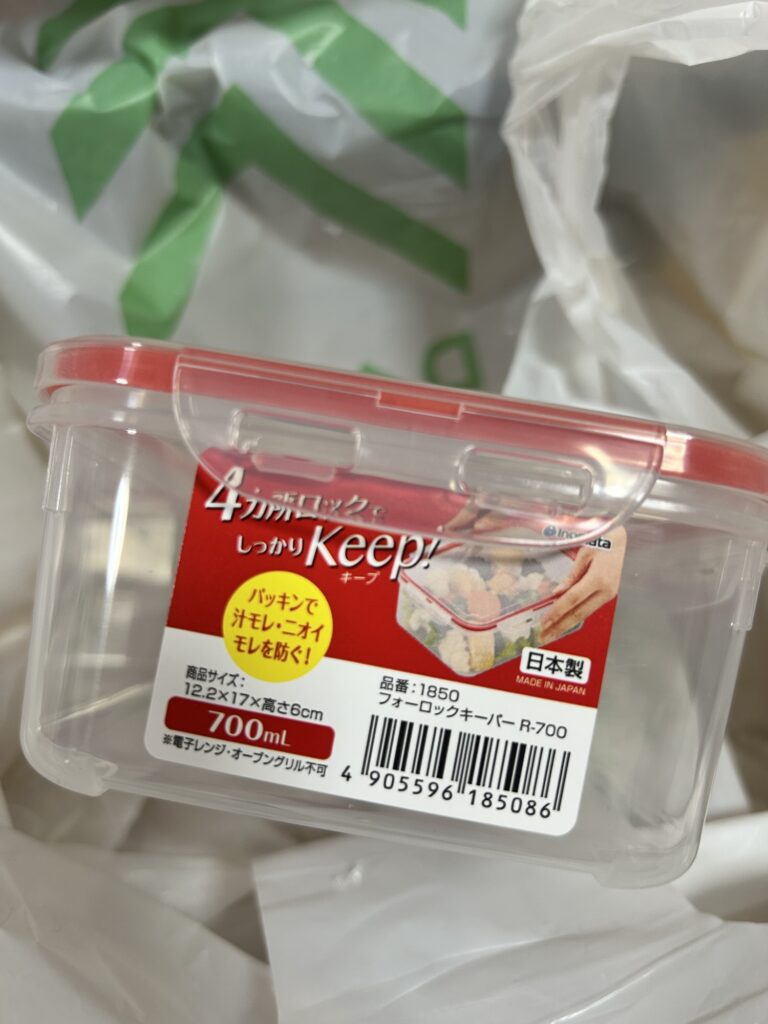 4カ所ロックで
しっかりKeep!
キープ
Inomata
パッキンで
汁モレ・ニオイ
モレを防ぐ!
日本製
MADE IN JAPAN
商品サイズ:
12.2×17×高さ6cm
700mL
※電子レンジ・オーブングリル不可
品番:1850
フォーロックキーパー R-700
4 905596 185086